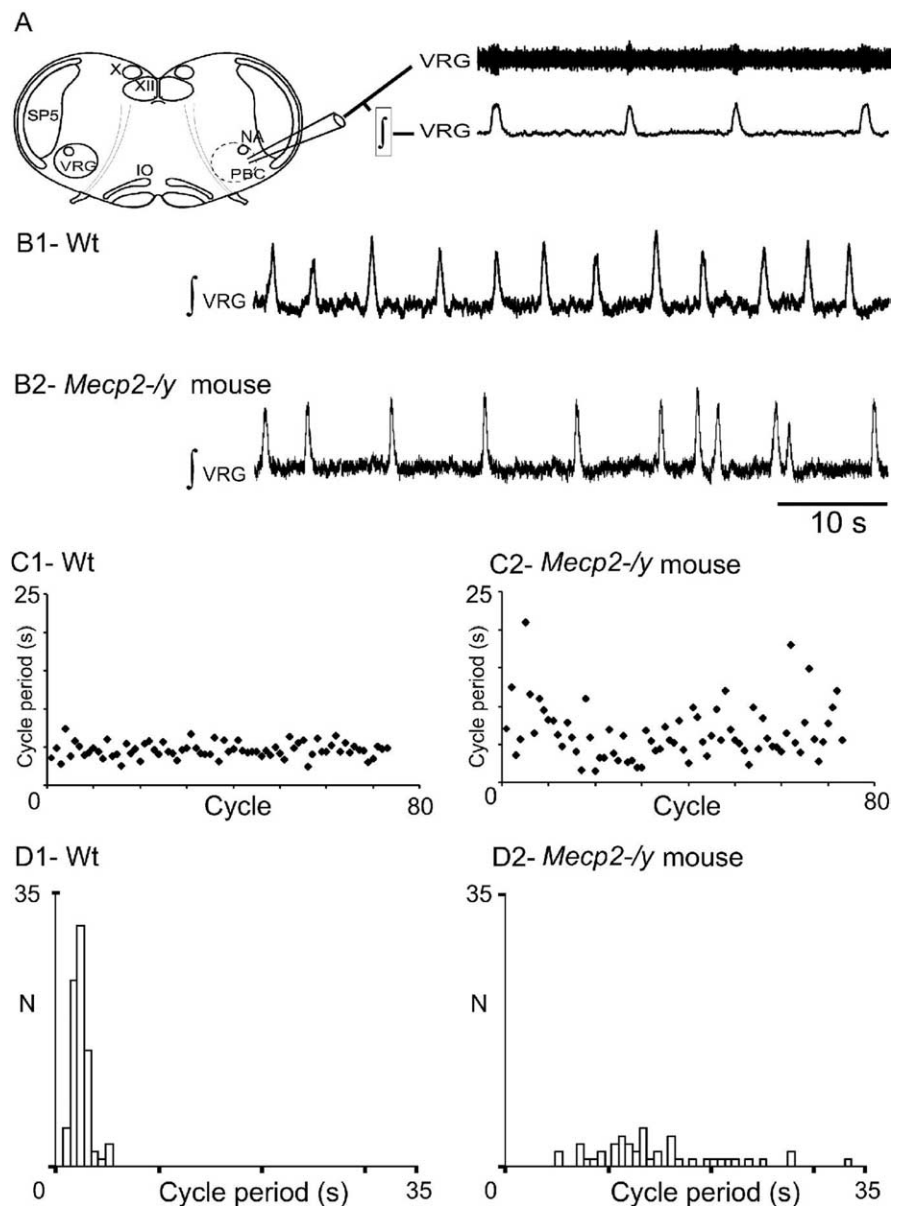 A
X
XII
SP5
VRG
IO
NA
PBC
∫
VRG
VRG
B1- Wt
∫ VRG
B2- Mecp2-/y mouse
∫ VRG
10 s
C1- Wt
25
Cycle period (s)
0
Cycle
80
C2- Mecp2-/y mouse
25
Cycle period (s)
0
Cycle
80
D1- Wt
35
N
0
Cycle period (s)
35
D2- Mecp2-/y mouse
35
N
0
Cycle period (s)
35